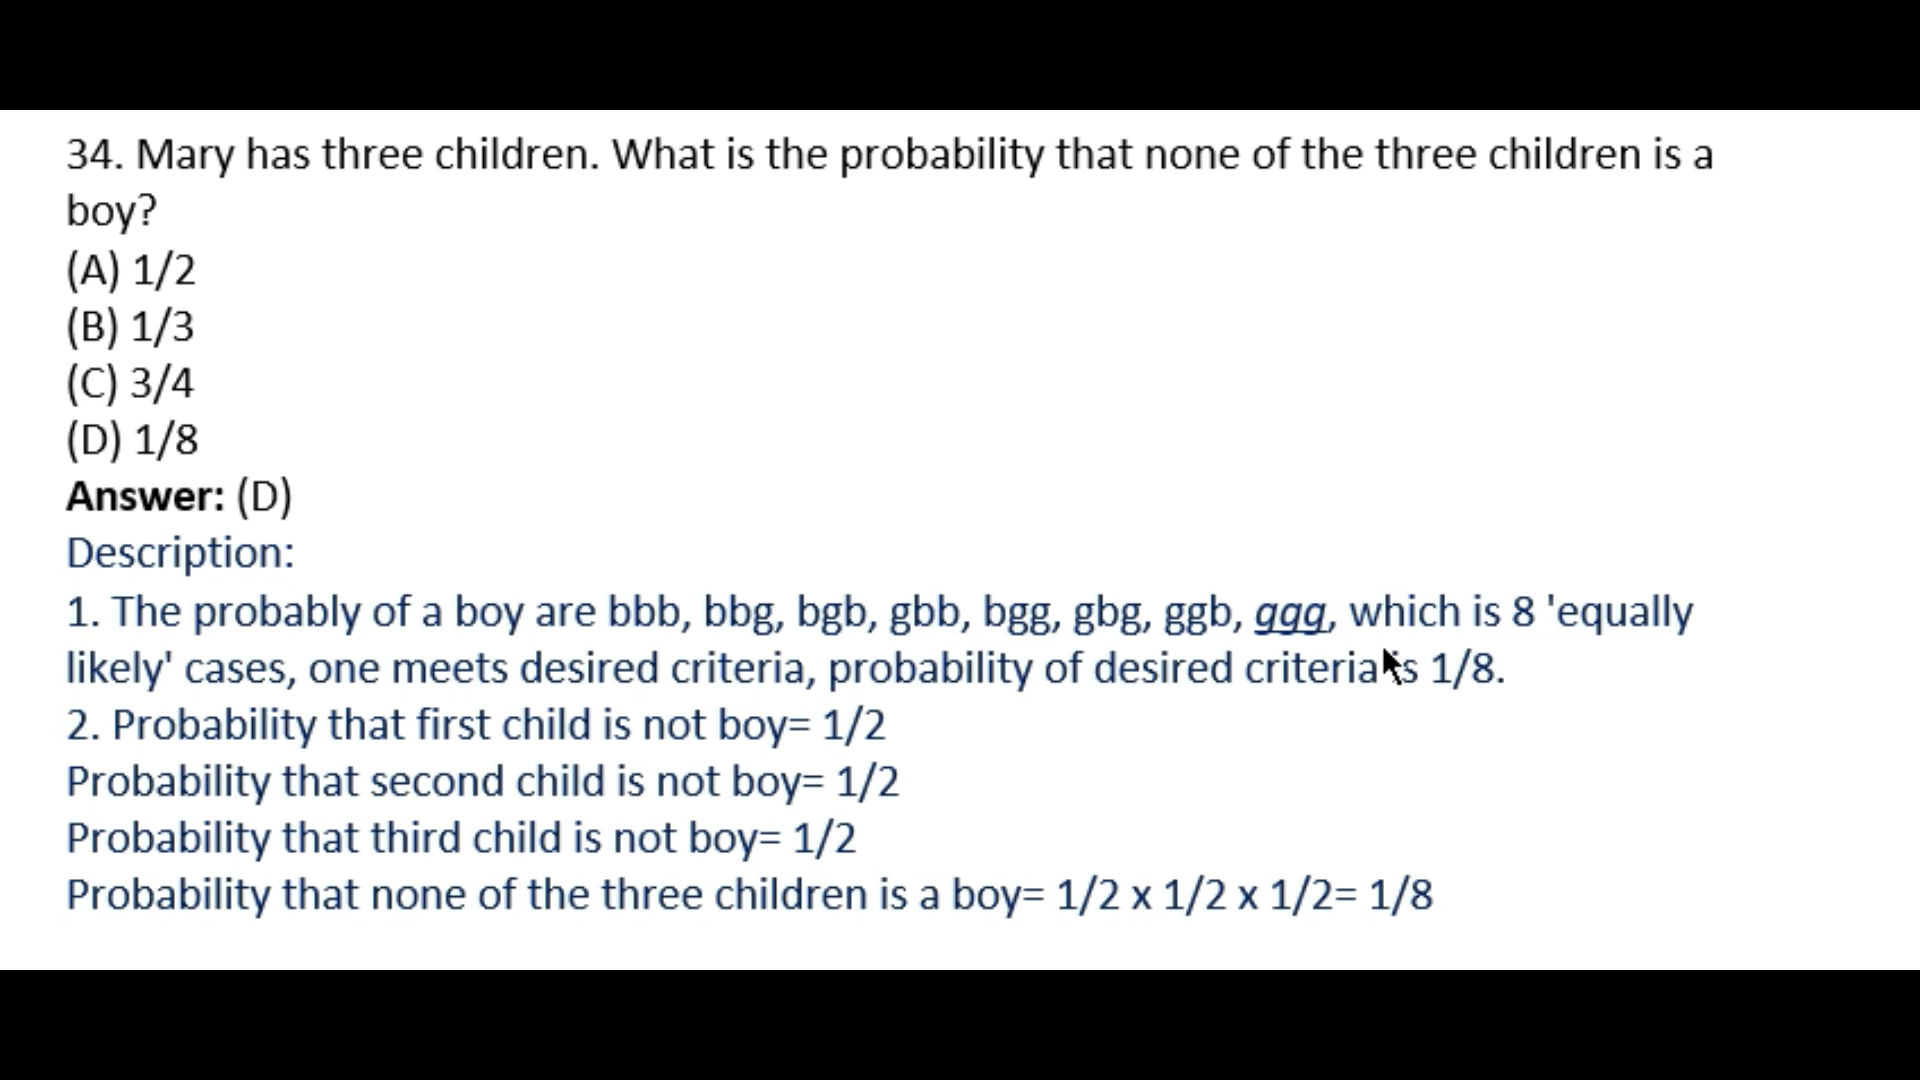 34. Mary has three children. What is the probability that none of the three children is a
boy?
(A) 1/2
(B) 1/3
(C) 3/4
(D) 1/8
Answer: (D)
Description:
1. The probably of a boy are bbb, bbg, bgb, gbb, bgg, gbg, ggb, ggg, which is 8 'equally
likely' cases, one meets desired criteria, probability of desired criteria is 1/8.
2. Probability that first child is not boy= 1/2
Probability that second child is not boy= 1/2
Probability that third child is not boy= 1/2
Probability that none of the three children is a boy= 1/2 x 1/2 x 1/2= 1/8